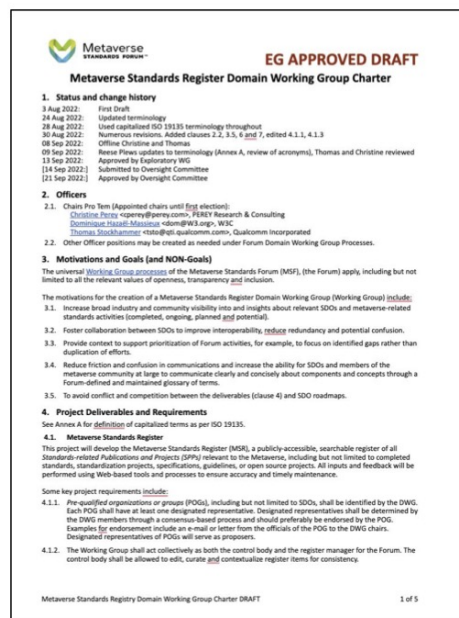 Metaverse
STANDARDS FORUM™
EG APPROVED DRAFT
Metaverse Standards Register Domain Working Group Charter
1. Status and change history
3 Aug 2022: First Draft
24 Aug 2022: Updated terminology
28 Aug 2022: Used capitalized ISO 19135 terminology throughout
30 Aug 2022: Numerous revisions. Added clauses 2.2, 3.5, 6 and 7, edited 4.1.1, 4.1.3
08 Sep 2022: Offline Christine and Thomas
09 Sep 2022: Reece Plews updates to terminology (Annex A, review of acronyms), Thomas and Christine reviewed
13 Sep 2022: Approved by Exploratory WG
[14 Sep 2022:] Submitted to Oversight Committee
[21 Sep 2022:] Approved by Oversight Committee
2. Officers
2.1. Chairs Pro Tem (Appointed chairs until first election):
Christine Perey <cperey@perey.com>, PEREY Research & Consulting
Dominique Hazaël-Massieux <dom@W3.org>, W3C
Thomas Stockhammer <tsto@qti.qualcomm.com>, Qualcomm Incorporated
2.2. Other Officer positions may be created as needed under Forum Domain Working Group Processes.
3. Motivations and Goals (and NON-Goals)
The universal Working Group processes of the Metaverse Standards Forum (MSF), (the Forum) apply, including but not
limited to all the relevant values of openness, transparency and inclusion.
The motivations for the creation of a Metaverse Standards Register Domain Working Group (Working Group) include:
3.1. Increase broad industry and community visibility into and insights about relevant SDOs and metaverse-related
standards activities (completed, ongoing, planned and potential).
3.2. Foster collaboration between SDOs to improve interoperability, reduce redundancy and potential confusion.
3.3. Provide context to support prioritization of Forum activities, for example, to focus on identified gaps rather than
duplication of efforts.
3.4. Reduce friction and confusion in communications and increase the ability for SDOs and members of the
metaverse community at large to communicate clearly and concisely about components and concepts through a
Forum-defined and maintained glossary of terms.
3.5. To avoid conflict and competition between the deliverables (clause 4) and SDO roadmaps.
4. Project Deliverables and Requirements
See Annex A for definition of capitalized terms as per ISO 19135.
4.1. Metaverse Standards Register
This project will develop the Metaverse Standards Register (MSR), a publicly-accessible, searchable register of all
Standards-related Publications and Projects (SPPs) relevant to the Metaverse, including but not limited to completed
standards, standardization projects, specifications, guidelines, or open source projects. All inputs and feedback will be
performed using Web-based tools and processes to ensure accuracy and timely maintenance.
Some key project requirements include:
4.1.1. Pre-qualified organizations or groups (POGs), including but not limited to SDOs, shall be identified by the DWG.
Each POG shall have at least one designated representative. Designated representatives shall be determined by
the DWG members through a consensus-based process and should preferably be endorsed by the POG.
Examples for endorsement include an e-mail or letter from the officials of the POG to the DWG chairs.
Designated representatives of POGs will serve as proposers.
4.1.2. The Working Group shall act collectively as both the control body and the register manager for the Forum. The
control body shall be allowed to edit, curate and contextualize register items for consistency.
Metaverse Standards Registry Domain Working Group Charter DRAFT 1 of 5